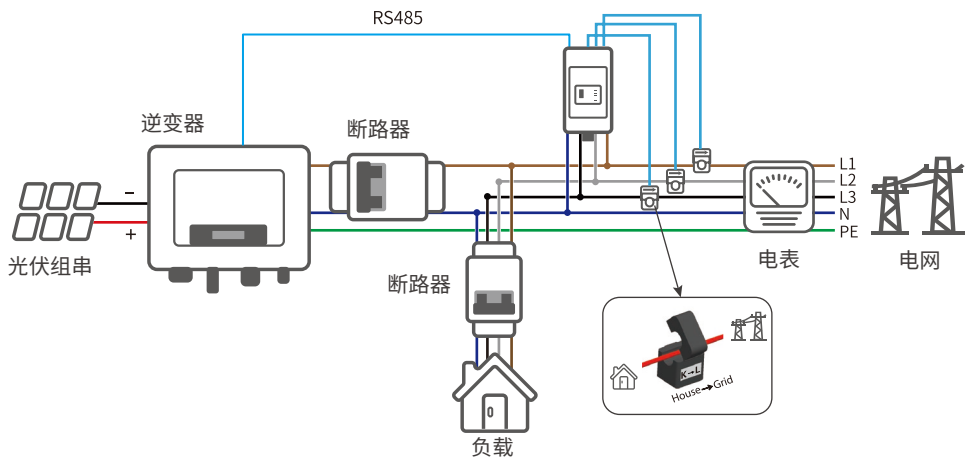 RS485
逆变器
断路器
L1
L2
L3
N
PE
−
+
光伏组串
电表
电网
断路器
K→L
House→Grid
负载